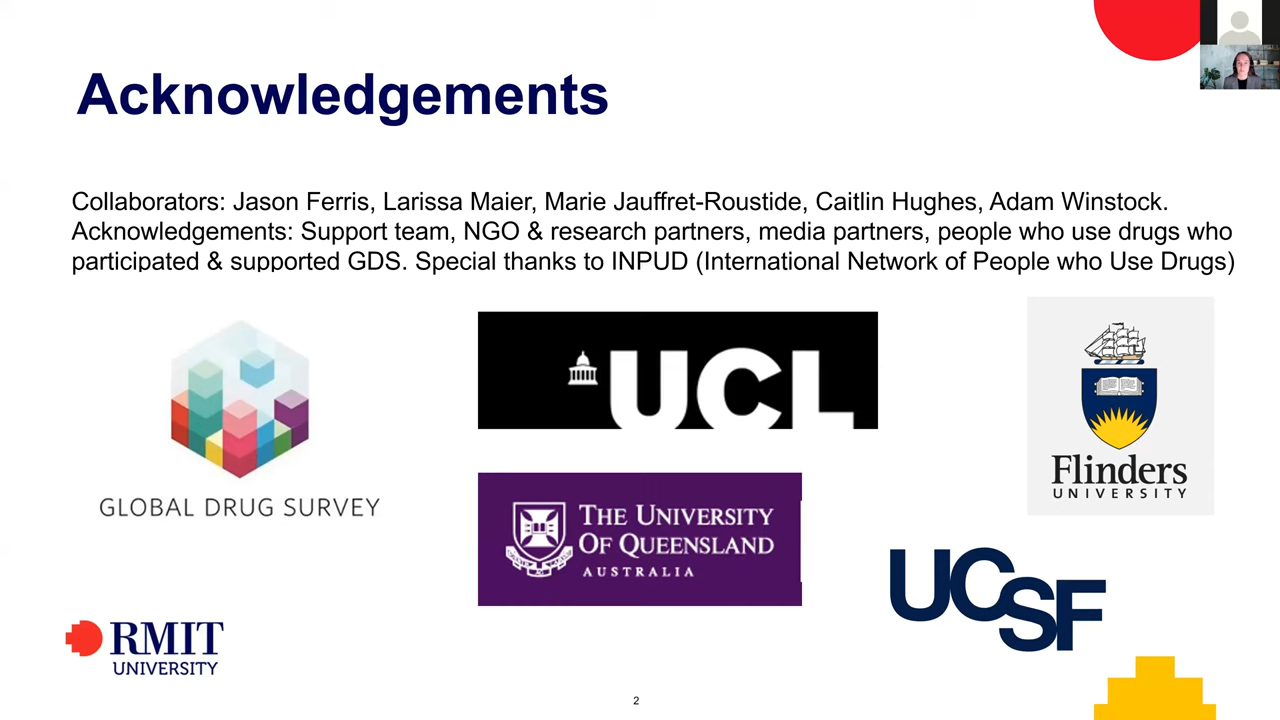 Acknowledgements
Collaborators: Jason Ferris, Larissa Maier, Marie Jauffret-Roustide, Caitlin Hughes, Adam Winstock.
Acknowledgements: Support team, NGO & research partners, media partners, people who use drugs who
participated & supported GDS. Special thanks to INPUD (International Network of People who Use Drugs)
GLOBAL DRUG SURVEY
UCL
THE UNIVERSITY
OF QUEENSLAND
AUSTRALIA
Flinders
UNIVERSITY
UCSF
RMIT
UNIVERSITY
2